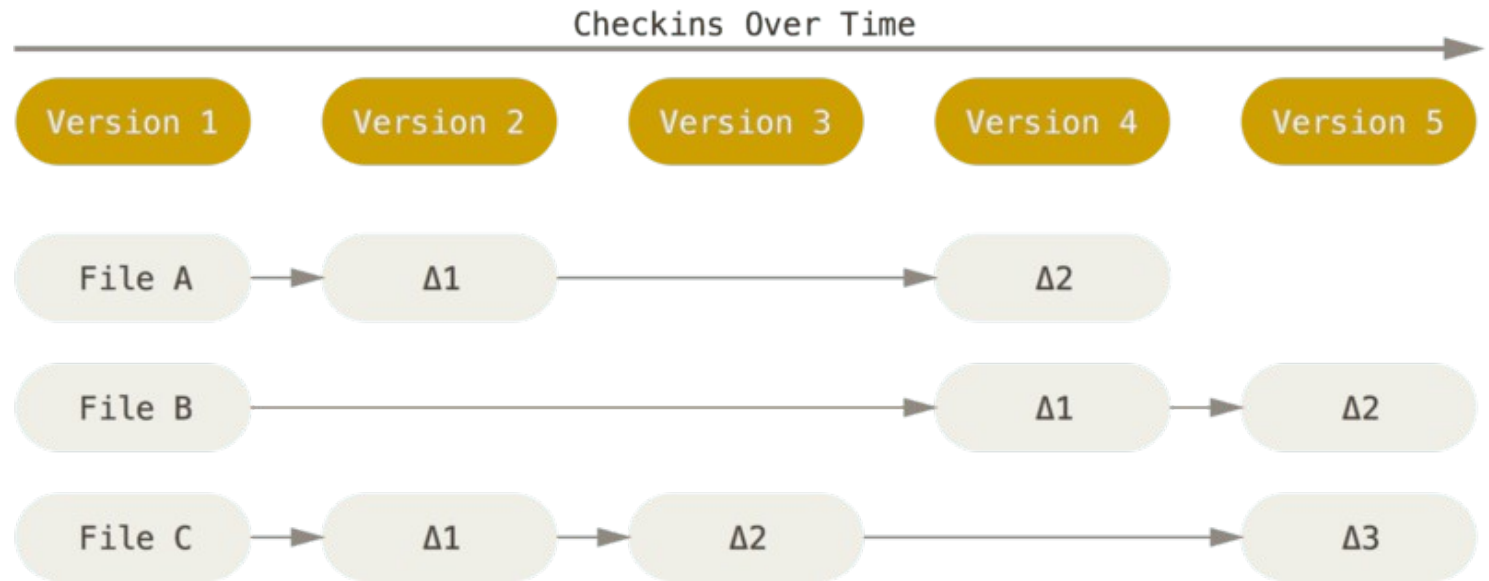 Checkins Over Time
Version 1 Version 2 Version 3 Version 4 Version 5
File A Δ1 Δ2
File B Δ1 Δ2
File C Δ1 Δ2 Δ3